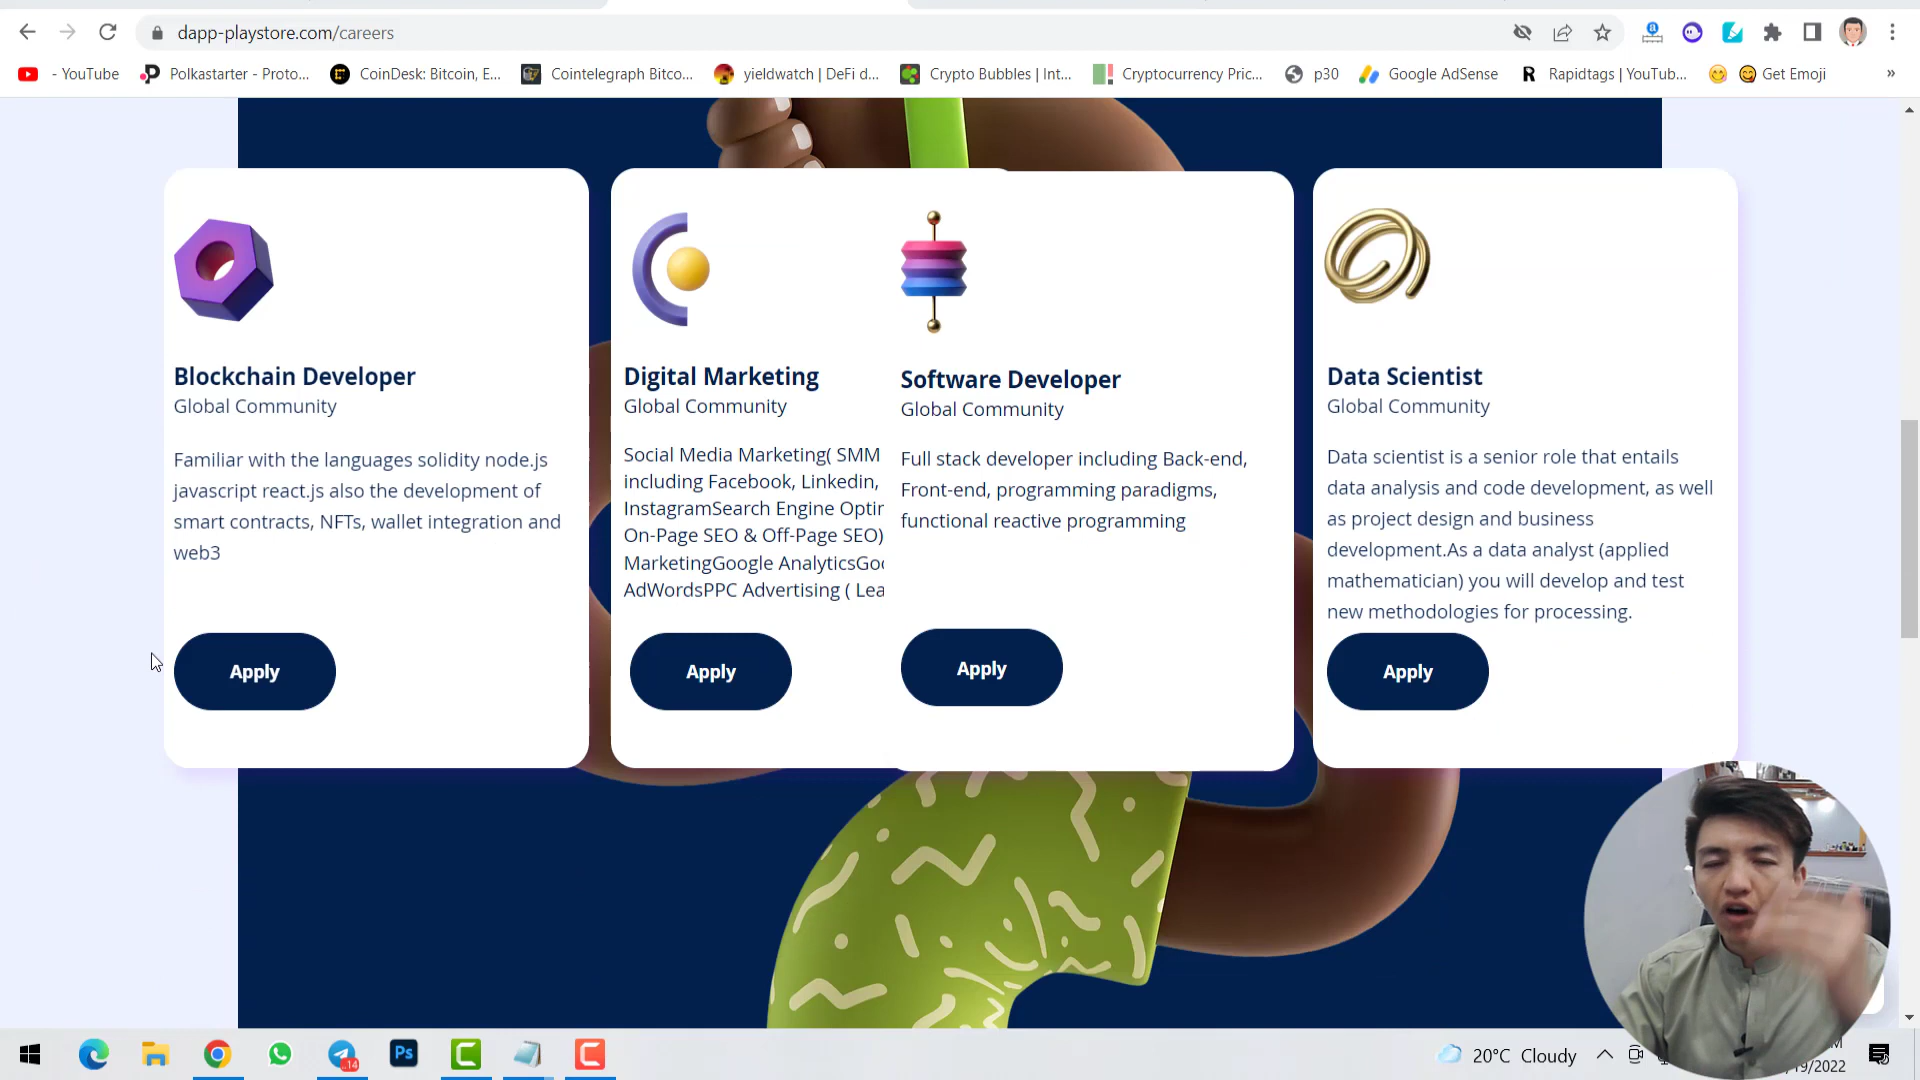 dapp-playstore.com/careers
- YouTube
Polkastarter - Proto...
CoinDesk: Bitcoin, E...
Cointelegraph Bitco...
yieldwatch | DeFi d...
Crypto Bubbles | Int...
Cryptocurrency Pric...
p30
Google AdSense
Rapidtags | YouTub...
Get Emoji
»
Blockchain Developer
Global Community
Familiar with the languages solidity node.js
javascript react.js also the development of
smart contracts, NFTs, wallet integration and
web3
Apply
Digital Marketing
Global Community
Social Media Marketing( SMM
including Facebook, Linkedin,
InstagramSearch Engine Optir
On-Page SEO & Off-Page SEO)
MarketingGoogle AnalyticsGoo
AdWordsPPC Advertising ( Lea
Apply
Software Developer
Global Community
Full stack developer including Back-end,
Front-end, programming paradigms,
functional reactive programming
Apply
Data Scientist
Global Community
Data scientist is a senior role that entails
data analysis and code development, as well
as project design and business
development.As a data analyst (applied
mathematician) you will develop and test
new methodologies for processing.
Apply
Ps
14
20°C Cloudy
19/2022